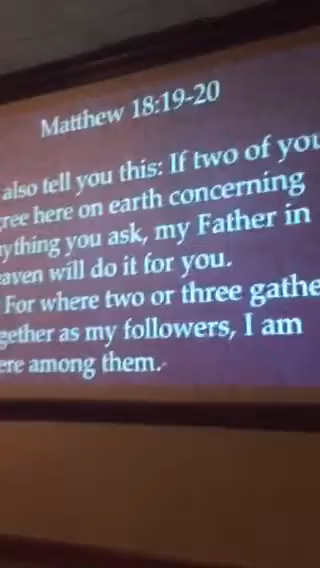 Matthew 18:19-20
also tell you this: If two of you
ree here on earth concerning
ything you ask, my Father in
eaven will do it for you.
For where two or three gathe
gether as my followers, I am
ere among them.